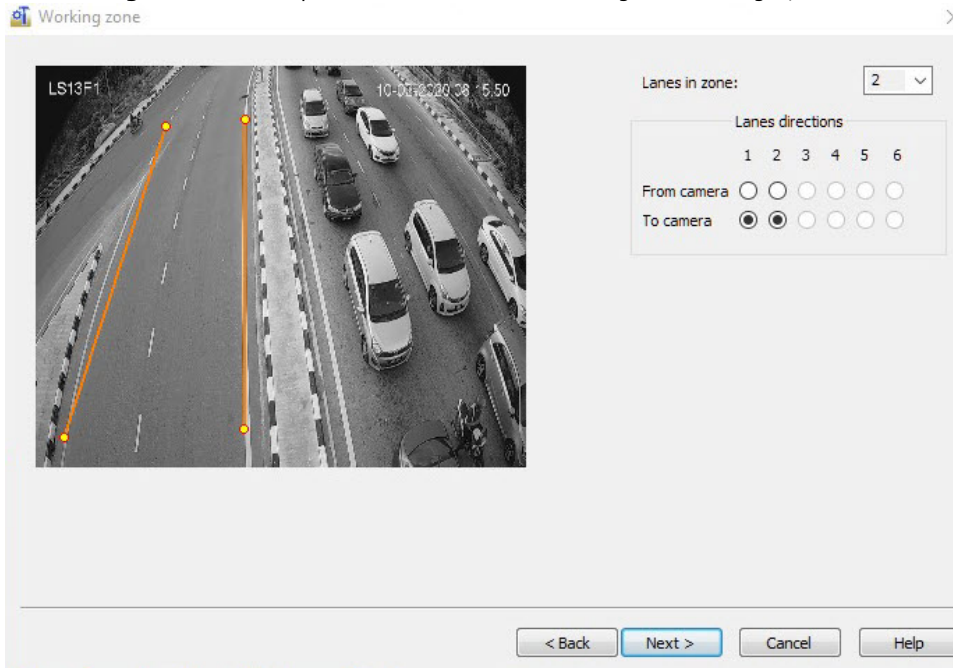 Working zone
LS13F1
Lanes in zone:
2
Lanes directions
1 2 3 4 5 6
From camera
To camera
< Back
Next >
Cancel
Help